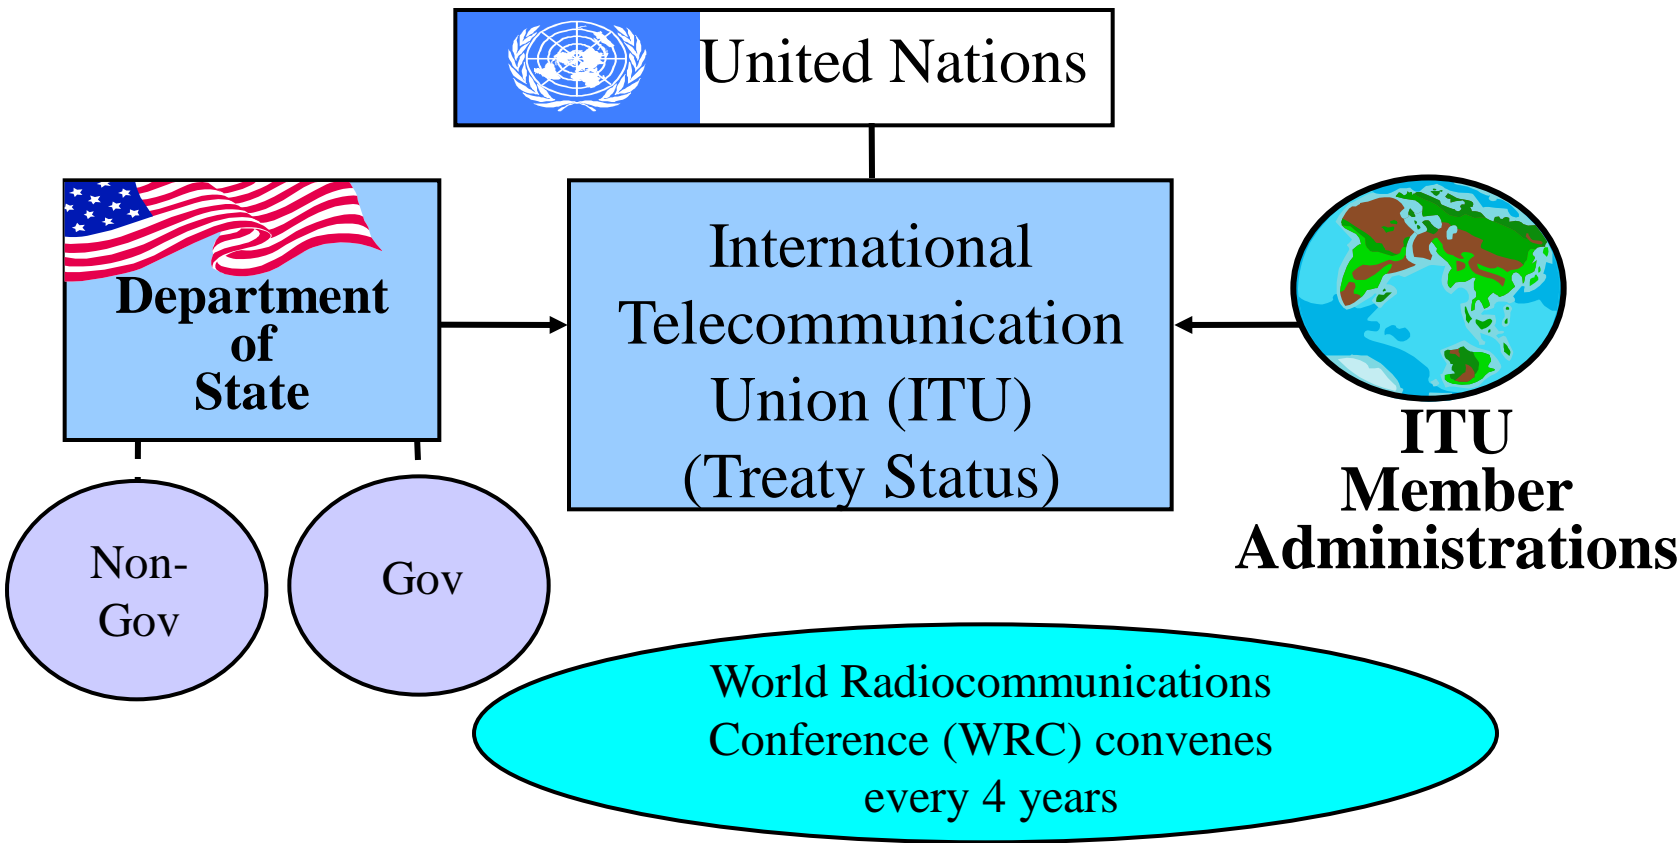 United Nations
Department
of
State
International
Telecommunication
Union (ITU)
(Treaty Status)
ITU
Member
Administrations
Non-
Gov
Gov
World Radiocommunications
Conference (WRC) convenes
every 4 years